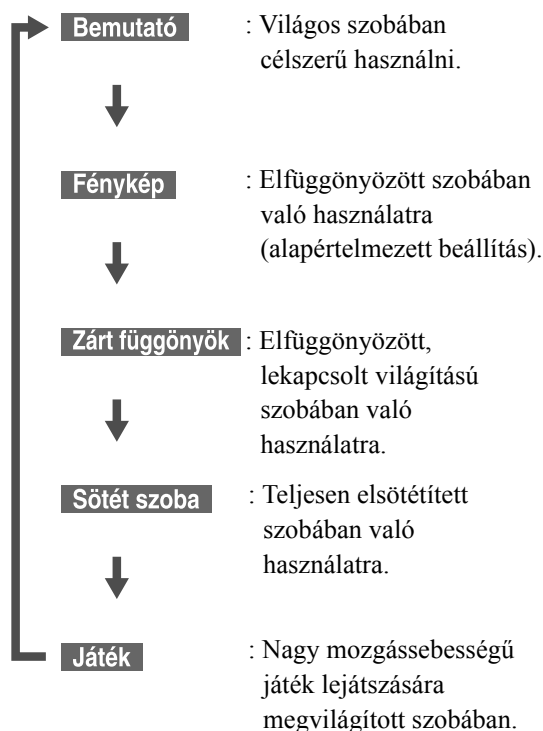 Bemutató : Világos szobában
célszerű használni.
Fénykép : Elfüggönyözött szobában
való használatra
(alapértelmezett beállítás).
Zárt függönyök : Elfüggönyözött,
lekapcsolt világítású
szobában való
használatra.
Sötét szoba : Teljesen elsötétített
szobában való
használatra.
Játék : Nagy mozgássebességű
játék lejátszására
megvilágított szobában.